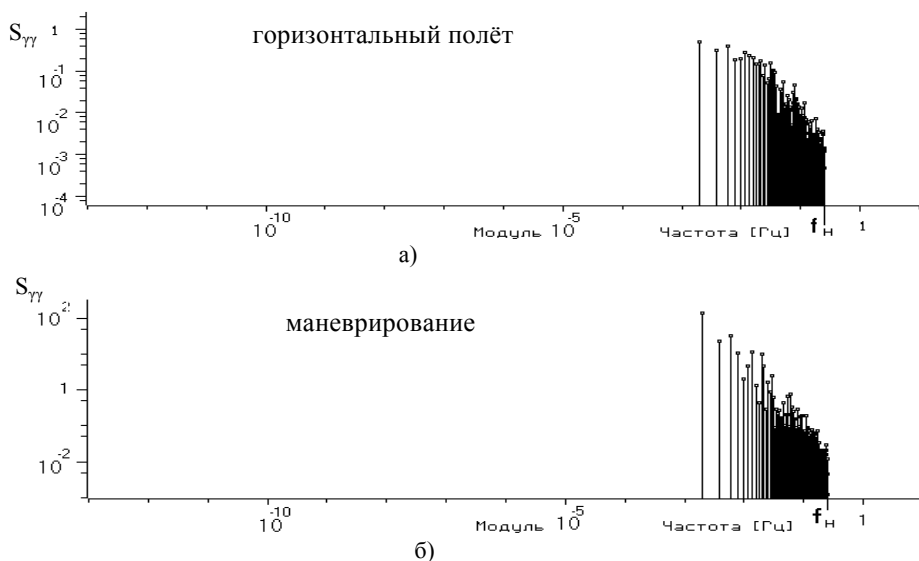 S_γγ
горизонтальный полёт
1
10^-1
10^-2
10^-3
10^-4
10^-10
Модуль 10^-5
Частота [Гц]
f_H
1
а)
S_γγ
маневрирование
10^2
1
10^-2
10^-10
Модуль 10^-5
Частота [Гц]
f_H
1
б)